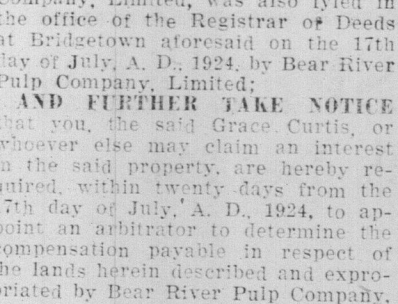 Company, Limited, was also fyled in
the office of the Registrar of Deeds
at Bridgetown aforesaid on the 17th
day of July, A. D., 1924, by Bear River
Pulp Company, Limited;
AND FURTHER TAKE NOTICE
that you, the said Grace Curtis, or
whoever else may claim an interest
in the said property, are hereby re-
quired, within twenty days from the
17th day of July, A. D., 1924, to ap-
point an arbitrator to determine the
compensation payable in respect of
the lands herein described and expro-
priated by Bear River Pulp Company,